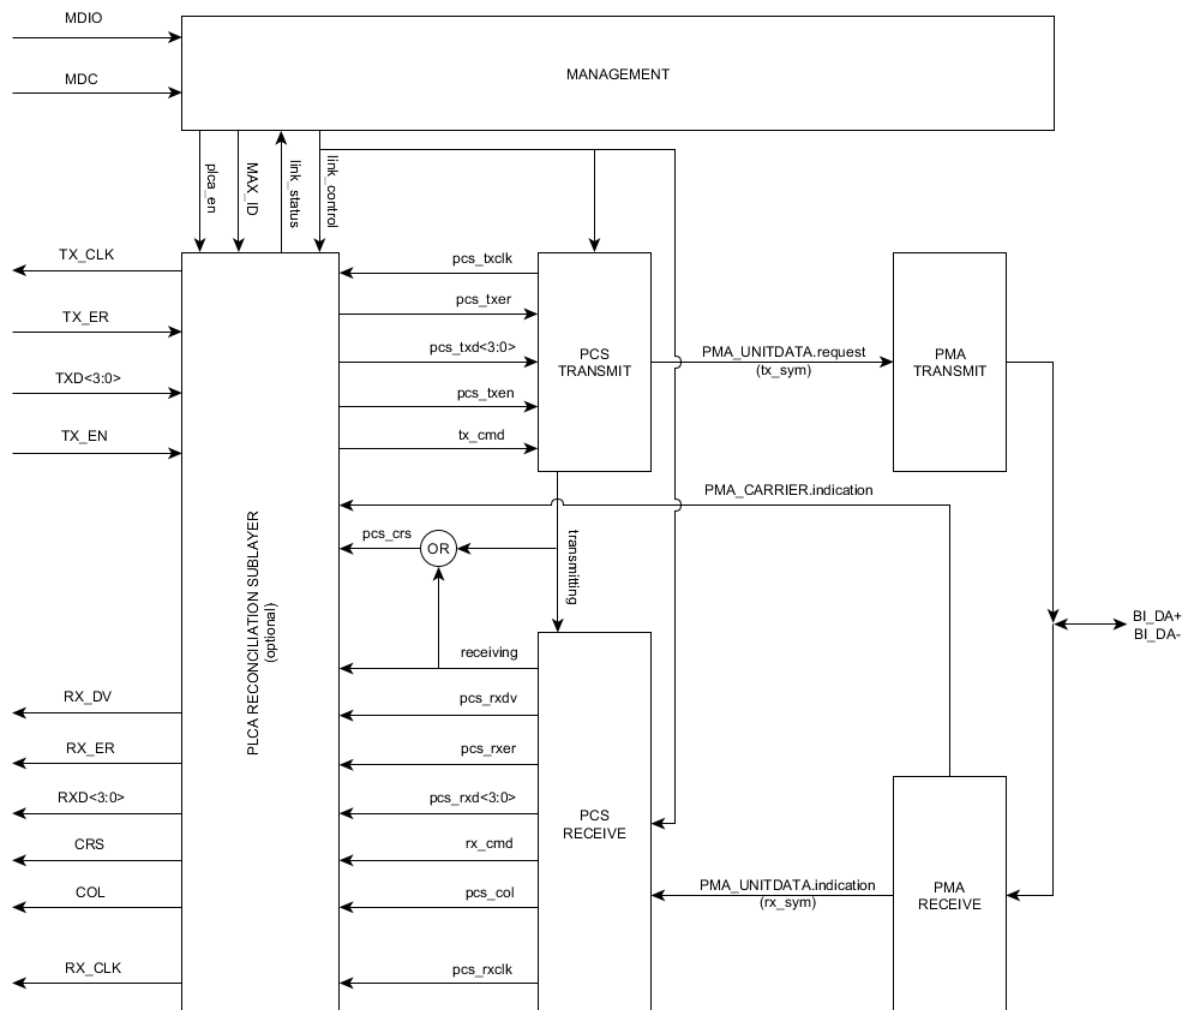 MDIO
MDC
MANAGEMENT
plca_en
MAX_ID
link_status
link_control
TX_CLK
TX_ER
TXD<3:0>
TX_EN
pcs_txclk
pcs_txer
pcs_txd<3:0>
pcs_txen
tx_cmd
PCS
TRANSMIT
PMA_UNITDATA.request
(tx_sym)
PMA
TRANSMIT
PMA_CARRIER.indication
pcs_crs
OR
transmitting
PLCA RECONCILIATION SUBLAYER
(optional)
BI_DA+
BI_DA-
receiving
RX_DV
RX_ER
RXD<3:0>
CRS
COL
RX_CLK
pcs_rxdv
pcs_rxer
pcs_rxd<3:0>
rx_cmd
pcs_col
pcs_rxclk
PCS
RECEIVE
PMA_UNITDATA.indication
(rx_sym)
PMA
RECEIVE